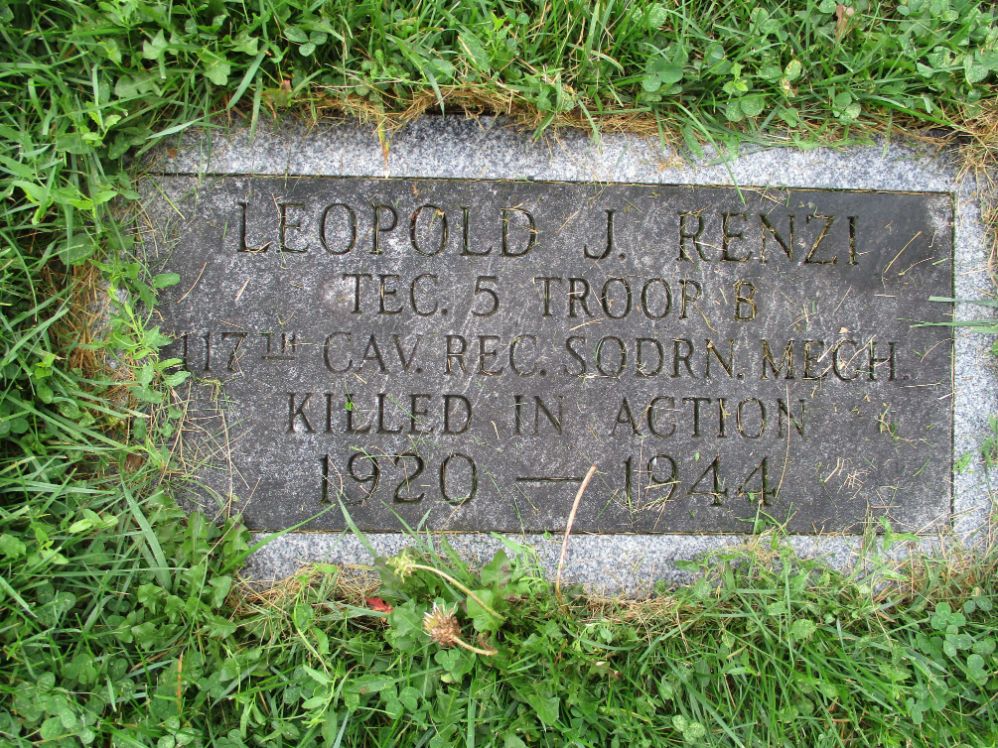 LEOPOLD J. RENZI
TEC. 5 TROOP B
117TH CAV. REC. SQDRN. MECH.
KILLED IN ACTION
1920 — 1944